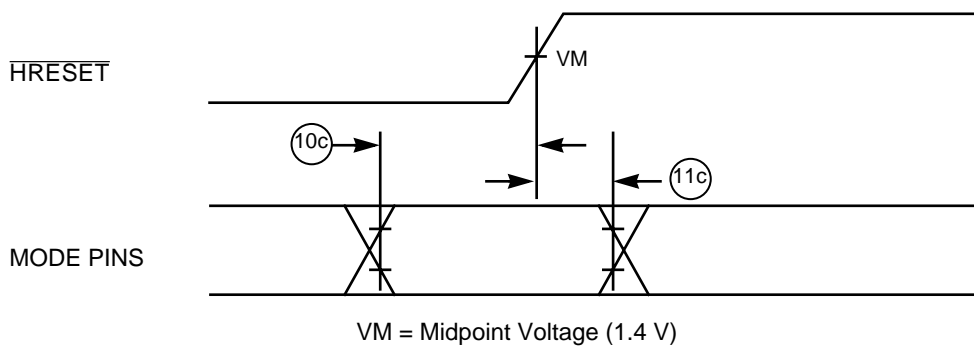 HRESET
VM
10c
11c
MODE PINS
VM = Midpoint Voltage (1.4 V)